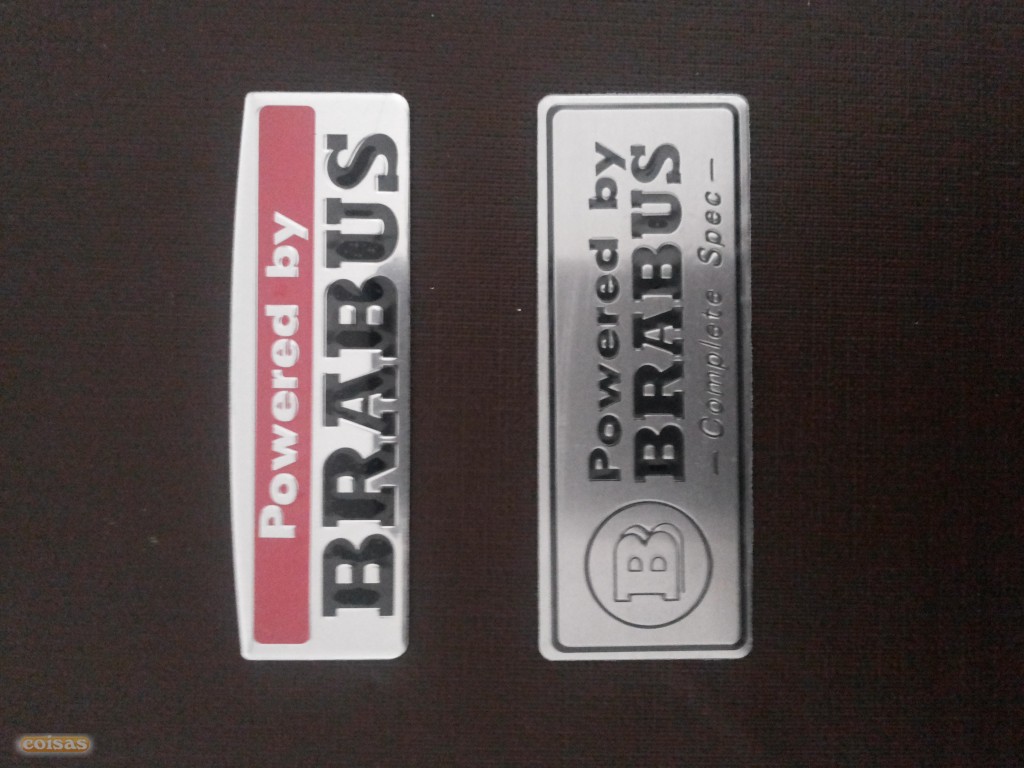 Powered by
BRABUS
B
Powered by
BRABUS
– Complete Spec –
coisas